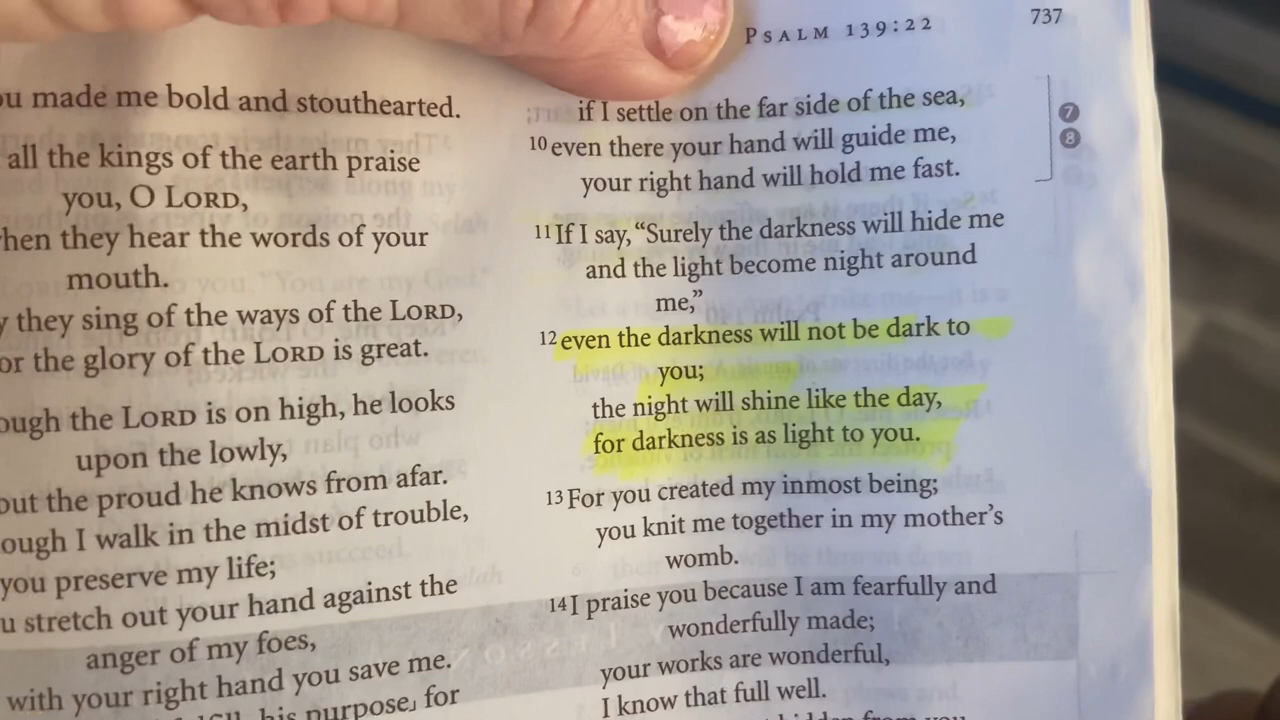 PSALM 139:22
737
made me bold and stouthearted.
all the kings of the earth praise
you, O LORD,
they hear the words of your
mouth.
they sing of the ways of the LORD,
the glory of the LORD is great.
the LORD is on high, he looks
upon the lowly,
but the proud he knows from afar.
I walk in the midst of trouble,
you preserve my life;
stretch out your hand against the
anger of my foes,
with your right hand you save me.
his purpose for
if I settle on the far side of the sea,
10 even there your hand will guide me,
your right hand will hold me fast.
7
8
11 If I say, “Surely the darkness will hide me
and the light become night around
me,”
12 even the darkness will not be dark to
you;
the night will shine like the day,
for darkness is as light to you.
13 For you created my inmost being;
you knit me together in my mother’s
womb.
14 I praise you because I am fearfully and
wonderfully made;
your works are wonderful,
I know that full well.